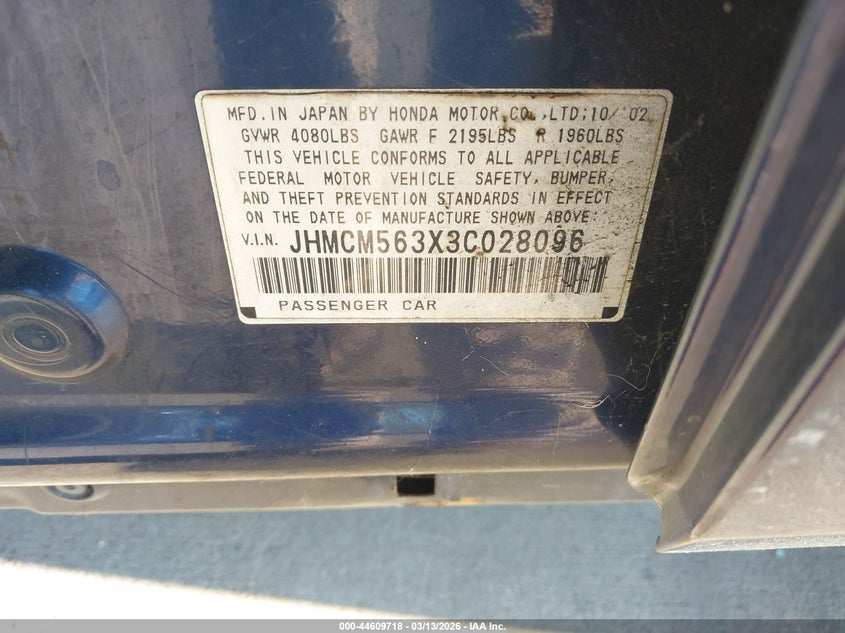 MFD. IN JAPAN BY HONDA MOTOR CO., LTD; 10/'02
GVWR 4080LBS GAWR F 2195LBS R 1960LBS
THIS VEHICLE CONFORMS TO ALL APPLICABLE
FEDERAL MOTOR VEHICLE SAFETY, BUMPER,
AND THEFT PREVENTION STANDARDS IN EFFECT
ON THE DATE OF MANUFACTURE SHOWN ABOVE:
V.I.N. JHMCM563X3C028096
PASSENGER CAR
000-44609718 - 03/13/2026 - IAA Inc.